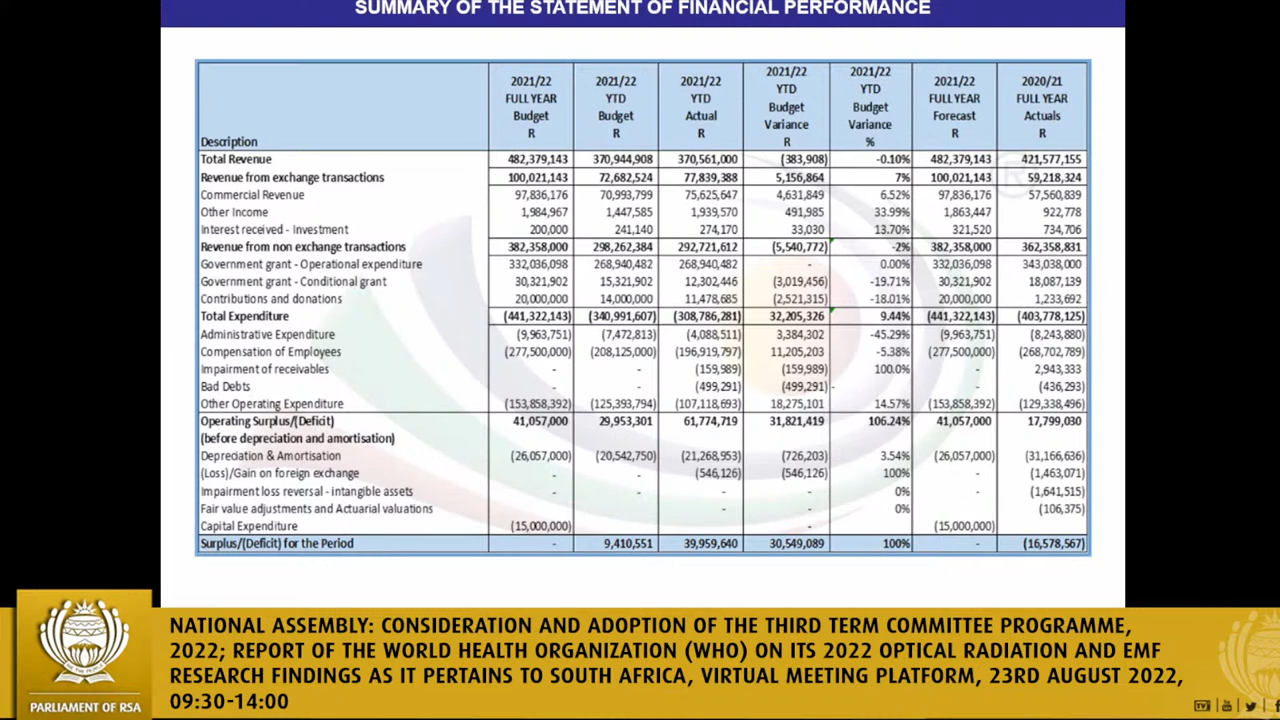 SUMMARY OF THE STATEMENT OF FINANCIAL PERFORMANCE
Description 2021/22 FULL YEAR Budget R 2021/22 YTD Budget R 2021/22 YTD Actual R 2021/22 YTD Budget Variance R 2021/22 YTD Budget Variance % 2021/22 FULL YEAR Forecast R 2020/21 FULL YEAR Actuals R
Total Revenue 482,379,143 370,944,908 370,561,000 (383,908) -0.10% 482,379,143 421,577,155
Revenue from exchange transactions 100,021,143 72,682,524 77,839,388 5,156,864 7% 100,021,143 59,218,324
Commercial Revenue 97,836,176 70,993,799 75,625,647 4,631,849 6.52% 97,836,176 57,560,839
Other Income 1,984,967 1,447,585 1,939,570 491,985 33.99% 1,863,447 922,778
Interest received - Investment 200,000 241,140 274,170 33,030 13.70% 321,520 734,706
Revenue from non exchange transactions 382,358,000 298,262,384 292,721,612 (5,540,772) -2% 382,358,000 362,358,831
Government grant - Operational expenditure 332,036,098 268,940,482 268,940,482 - 0.00% 332,036,098 343,038,000
Government grant - Conditional grant 30,321,902 15,321,902 12,302,446 (3,019,456) -19.71% 30,321,902 18,087,139
Contributions and donations 20,000,000 14,000,000 11,478,685 (2,521,315) -18.01% 20,000,000 1,233,692
Total Expenditure (441,322,143) (340,991,607) (308,786,281) 32,205,326 9.44% (441,322,143) (403,778,125)
Administrative Expenditure (9,963,751) (7,472,813) (4,088,511) 3,384,302 -45.29% (9,963,751) (8,243,880)
Compensation of Employees (277,500,000) (208,125,000) (196,919,797) 11,205,203 -5.38% (277,500,000) (268,702,789)
Impairment of receivables - - (159,989) (159,989) 100.0% - 2,943,333
Bad Debts - - (499,291) (499,291) - - (436,293)
Other Operating Expenditure (153,858,392) (125,393,794) (107,118,693) 18,275,101 14.57% (153,858,392) (129,338,496)
Operating Surplus/(Deficit) 41,057,000 29,953,301 61,774,719 31,821,419 106.24% 41,057,000 17,799,030
(before depreciation and amortisation)
Depreciation & Amortisation (26,057,000) (20,542,750) (21,268,953) (726,203) 3.54% (26,057,000) (31,166,636)
(Loss)/Gain on foreign exchange - - (546,126) (546,126) 100% - (1,463,071)
Impairment loss reversal - intangible assets - - - - 0% - (1,641,515)
Fair value adjustments and Actuarial valuations - - 0% (106,375)
Capital Expenditure (15,000,000) - (15,000,000)
Surplus/(Deficit) for the Period - 9,410,551 39,959,640 30,549,089 100% - (16,578,567)
NATIONAL ASSEMBLY: CONSIDERATION AND ADOPTION OF THE THIRD TERM COMMITTEE PROGRAMME,
2022; REPORT OF THE WORLD HEALTH ORGANIZATION (WHO) ON ITS 2022 OPTICAL RADIATION AND EMF
RESEARCH FINDINGS AS IT PERTAINS TO SOUTH AFRICA, VIRTUAL MEETING PLATFORM, 23RD AUGUST 2022,
09:30-14:00
PARLIAMENT OF RSA